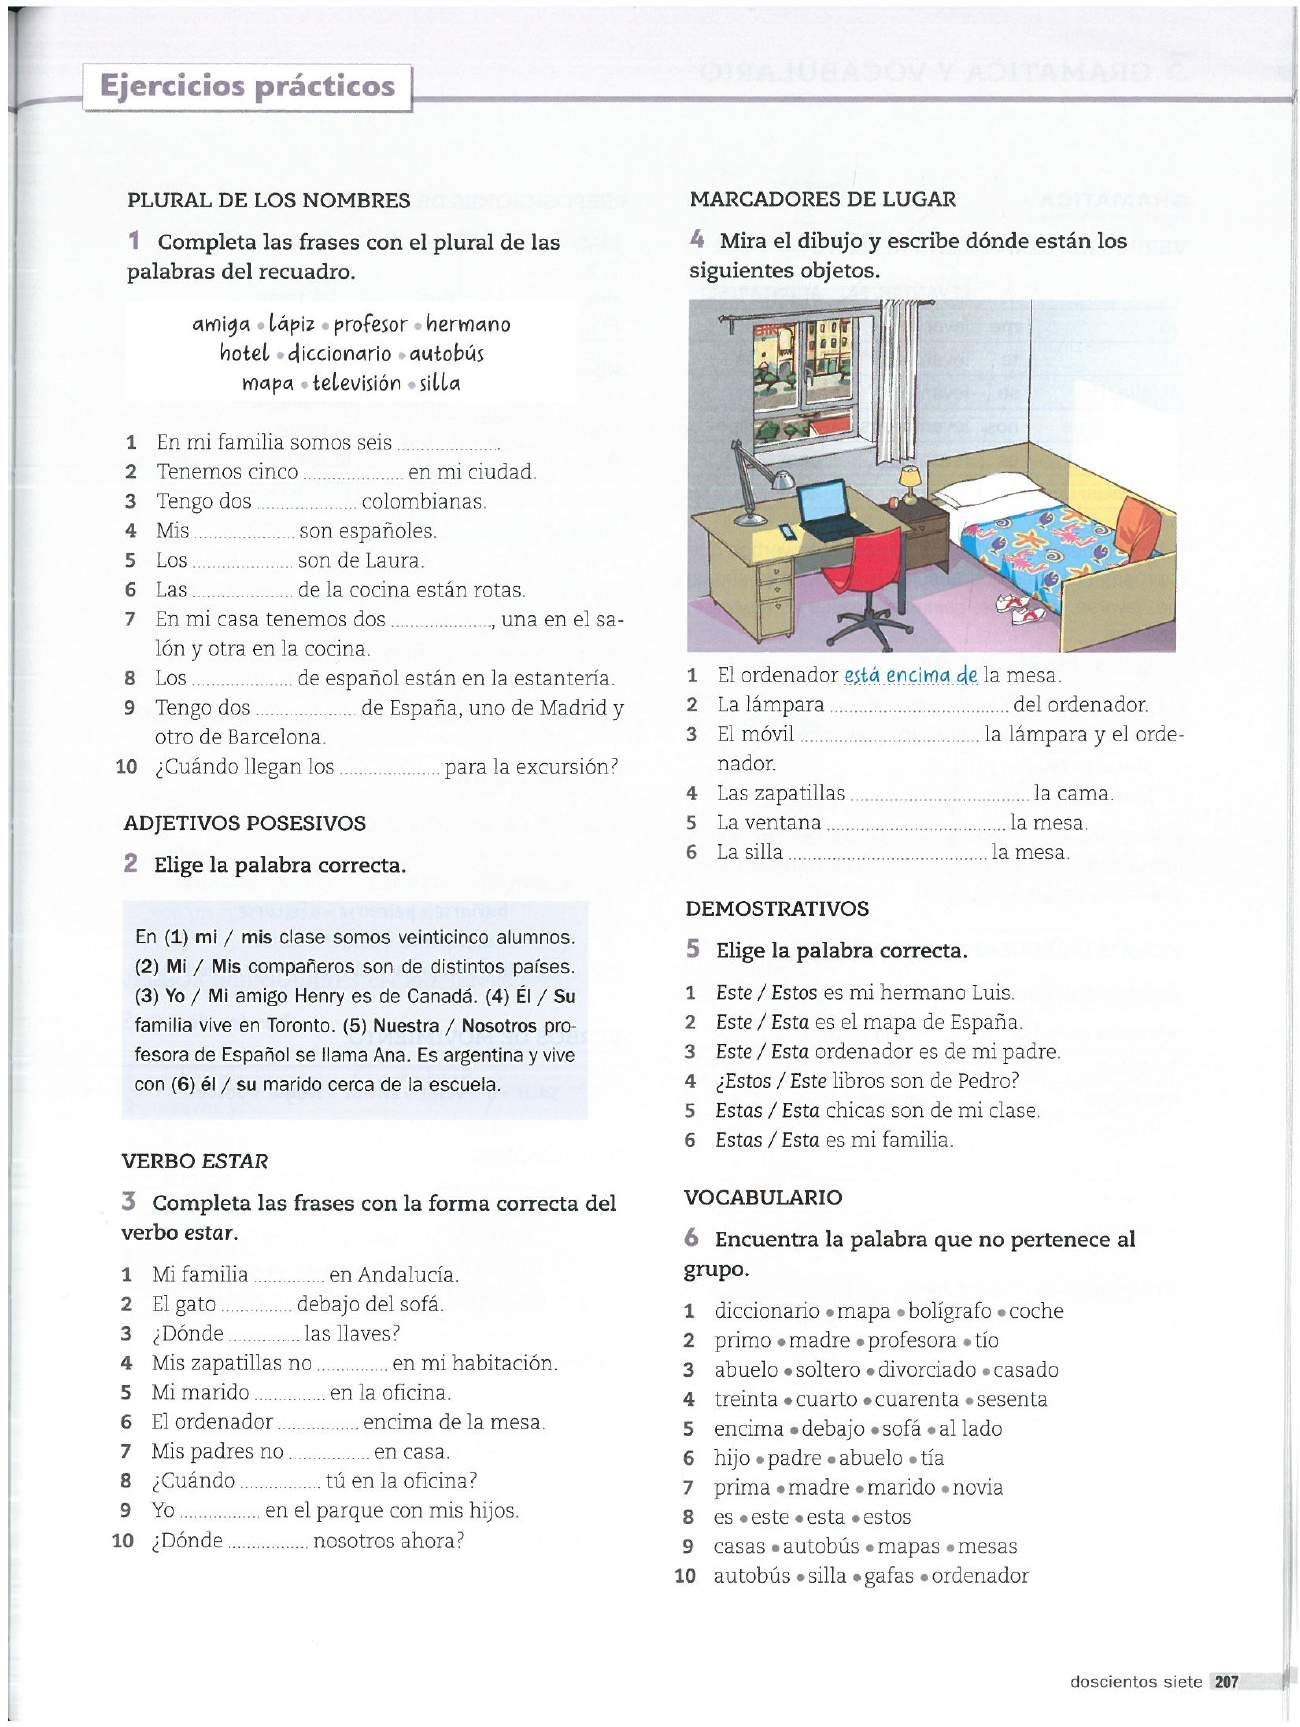 Ejercicios prácticos
PLURAL DE LOS NOMBRES
1 Completa las frases con el plural de las
palabras del recuadro.
amiga • lápiz • profesor • hermano
hotel • diccionario • autobús
mapa • televisión • silla
1 En mi familia somos seis ..................... .
2 Tenemos cinco ..................... en mi ciudad.
3 Tengo dos ..................... colombianas.
4 Mis ..................... son españoles.
5 Los ..................... son de Laura.
6 Las ..................... de la cocina están rotas.
7 En mi casa tenemos dos ....................., una en el sa-
lón y otra en la cocina.
8 Los ..................... de español están en la estantería.
9 Tengo dos ..................... de España, uno de Madrid y
otro de Barcelona.
10 ¿Cuándo llegan los ..................... para la excursión?
ADJETIVOS POSESIVOS
2 Elige la palabra correcta.
En (1) mi / mis clase somos veinticinco alumnos.
(2) Mi / Mis compañeros son de distintos países.
(3) Yo / Mi amigo Henry es de Canadá. (4) Él / Su
familia vive en Toronto. (5) Nuestra / Nosotros pro-
fesora de Español se llama Ana. Es argentina y vive
con (6) él / su marido cerca de la escuela.
VERBO ESTAR
3 Completa las frases con la forma correcta del
verbo estar.
1 Mi familia ............... en Andalucía.
2 El gato ............... debajo del sofá.
3 ¿Dónde ............... las llaves?
4 Mis zapatillas no ............... en mi habitación.
5 Mi marido ............... en la oficina.
6 El ordenador ................. encima de la mesa.
7 Mis padres no ................. en casa.
8 ¿Cuándo ................. tú en la oficina?
9 Yo ................. en el parque con mis hijos.
10 ¿Dónde ................. nosotros ahora?
MARCADORES DE LUGAR
4 Mira el dibujo y escribe dónde están los
siguientes objetos.
1 El ordenador está encima de la mesa.
2 La lámpara ..................................... del ordenador.
3 El móvil ..................................... la lámpara y el orde-
nador.
4 Las zapatillas ..................................... la cama.
5 La ventana ..................................... la mesa.
6 La silla ......................................... la mesa.
DEMOSTRATIVOS
5 Elige la palabra correcta.
1 Este / Estos es mi hermano Luis.
2 Este / Esta es el mapa de España.
3 Este / Esta ordenador es de mi padre.
4 ¿Estos / Este libros son de Pedro?
5 Estas / Esta chicas son de mi clase.
6 Estas / Esta es mi familia.
VOCABULARIO
6 Encuentra la palabra que no pertenece al
grupo.
1 diccionario • mapa • bolígrafo • coche
2 primo • madre • profesora • tío
3 abuelo • soltero • divorciado • casado
4 treinta • cuarto • cuarenta • sesenta
5 encima • debajo • sofá • al lado
6 hijo • padre • abuelo • tía
7 prima • madre • marido • novia
8 es • este • esta • estos
9 casas • autobús • mapas • mesas
10 autobús • silla • gafas • ordenador
doscientos siete 207